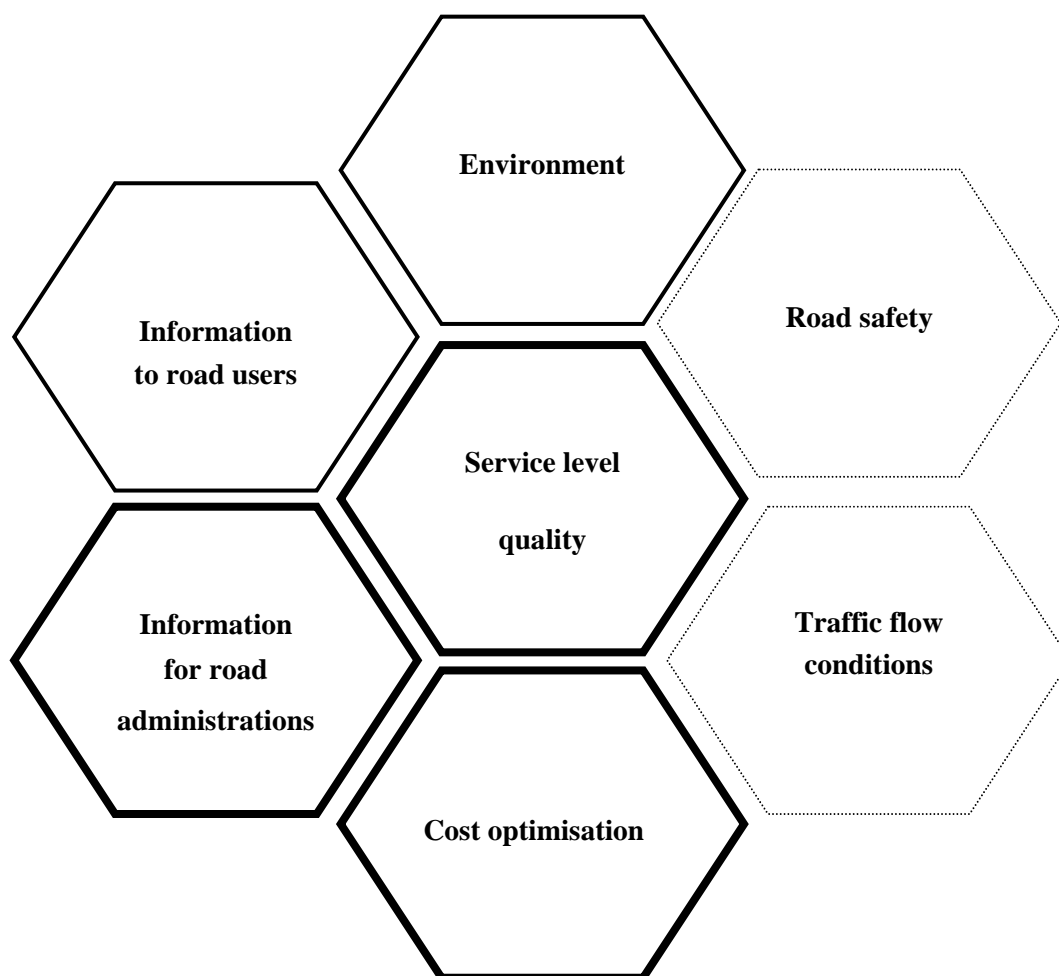 Environment
Road safety
Information
to road users
Service level
quality
Information
for road
administrations
Traffic flow
conditions
Cost optimisation